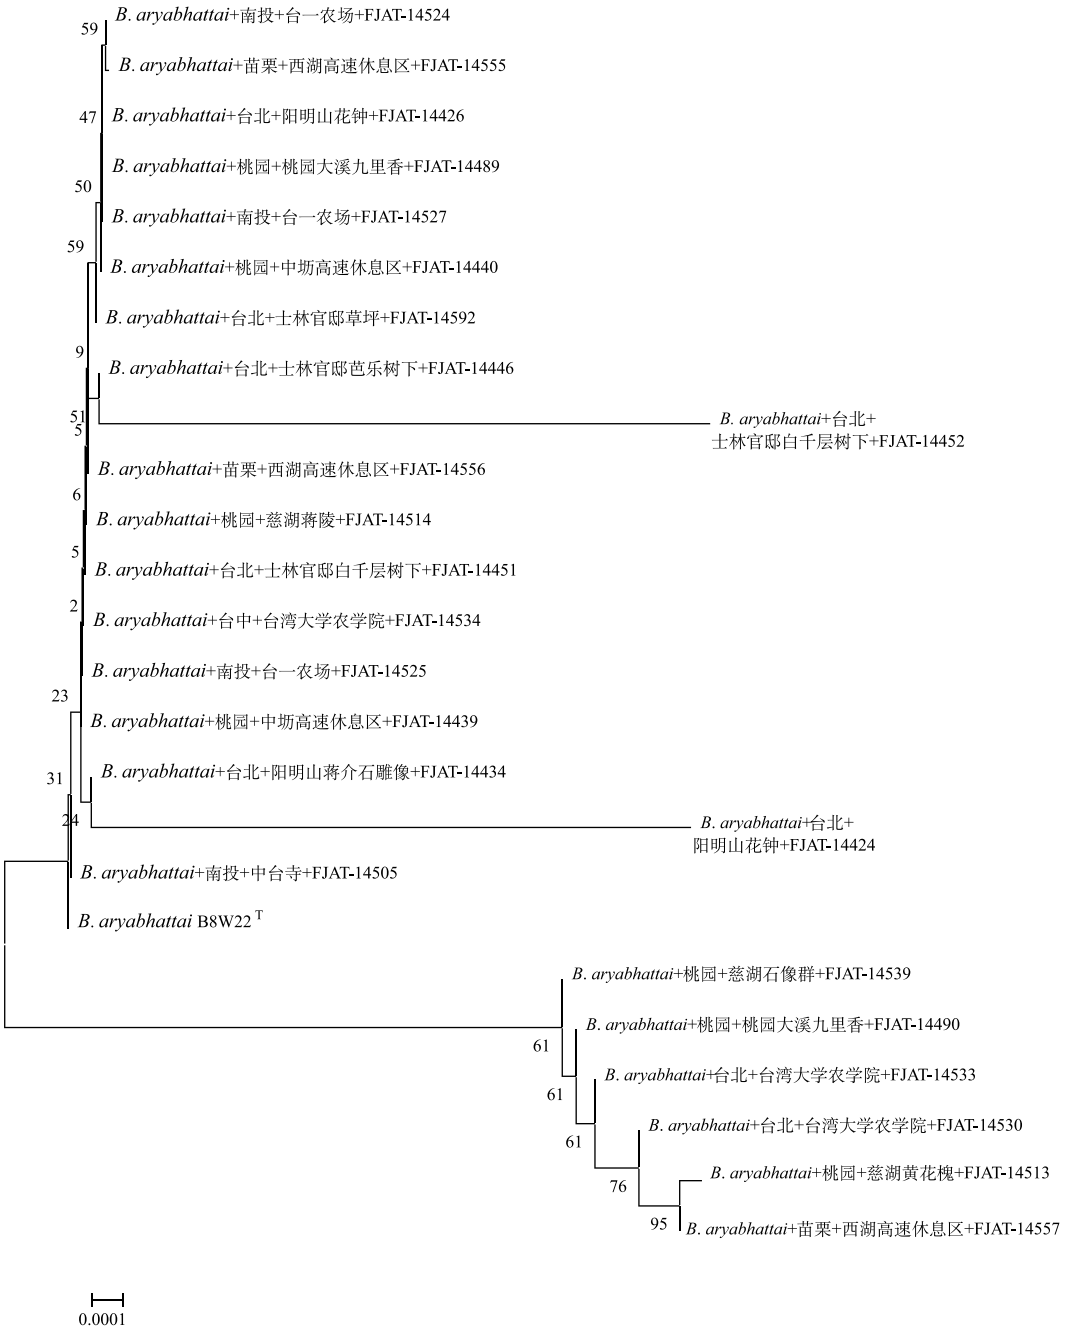 59
B. aryabhattai+南投+台一农场+FJAT-14524
B. aryabhattai+苗栗+西湖高速休息区+FJAT-14555
47
B. aryabhattai+台北+阳明山花钟+FJAT-14426
B. aryabhattai+桃园+桃园大溪九里香+FJAT-14489
50
B. aryabhattai+南投+台一农场+FJAT-14527
59
B. aryabhattai+桃园+中坜高速休息区+FJAT-14440
B. aryabhattai+台北+士林官邸草坪+FJAT-14592
9
B. aryabhattai+台北+士林官邸芭乐树下+FJAT-14446
51
B. aryabhattai+台北+
士林官邸白千层树下+FJAT-14452
5
B. aryabhattai+苗栗+西湖高速休息区+FJAT-14556
6
B. aryabhattai+桃园+慈湖蒋陵+FJAT-14514
5
B. aryabhattai+台北+士林官邸白千层树下+FJAT-14451
2
B. aryabhattai+台中+台湾大学农学院+FJAT-14534
B. aryabhattai+南投+台一农场+FJAT-14525
23
B. aryabhattai+桃园+中坜高速休息区+FJAT-14439
31
B. aryabhattai+台北+阳明山蒋介石雕像+FJAT-14434
24
B. aryabhattai+台北+
阳明山花钟+FJAT-14424
B. aryabhattai+南投+中台寺+FJAT-14505
B. aryabhattai B8W22 T
B. aryabhattai+桃园+慈湖石像群+FJAT-14539
B. aryabhattai+桃园+桃园大溪九里香+FJAT-14490
61
B. aryabhattai+台北+台湾大学农学院+FJAT-14533
61
B. aryabhattai+台北+台湾大学农学院+FJAT-14530
61
B. aryabhattai+桃园+慈湖黄花槐+FJAT-14513
76
B. aryabhattai+苗栗+西湖高速休息区+FJAT-14557
95
0.0001